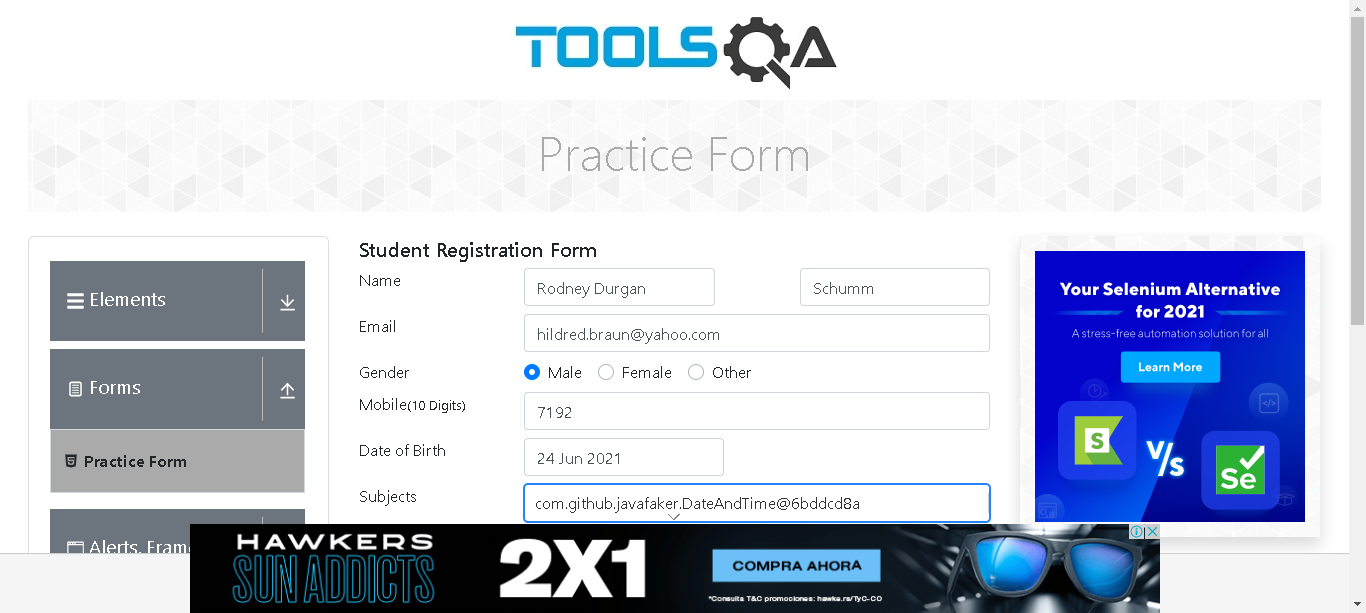 TOOLSQA
Practice Form
Elements
Forms
Practice Form
Alerts, Fram
Student Registration Form
Name
Rodney Durgan
Schumm
Email
hildred.braun@yahoo.com
Gender
Male
Female
Other
Mobile(10 Digits)
7192
Date of Birth
24 Jun 2021
Subjects
com.github.javafaker.DateAndTime@6bddcd8a
Your Selenium Alternative
for 2021
A stress-free automation solution for all
Learn More
S
V/s
Se
</>
HAWKERS
SUN ADDICTS
2X1
COMPRA AHORA
*Consulta T&C promociones: hawke.rs/TyC-CO